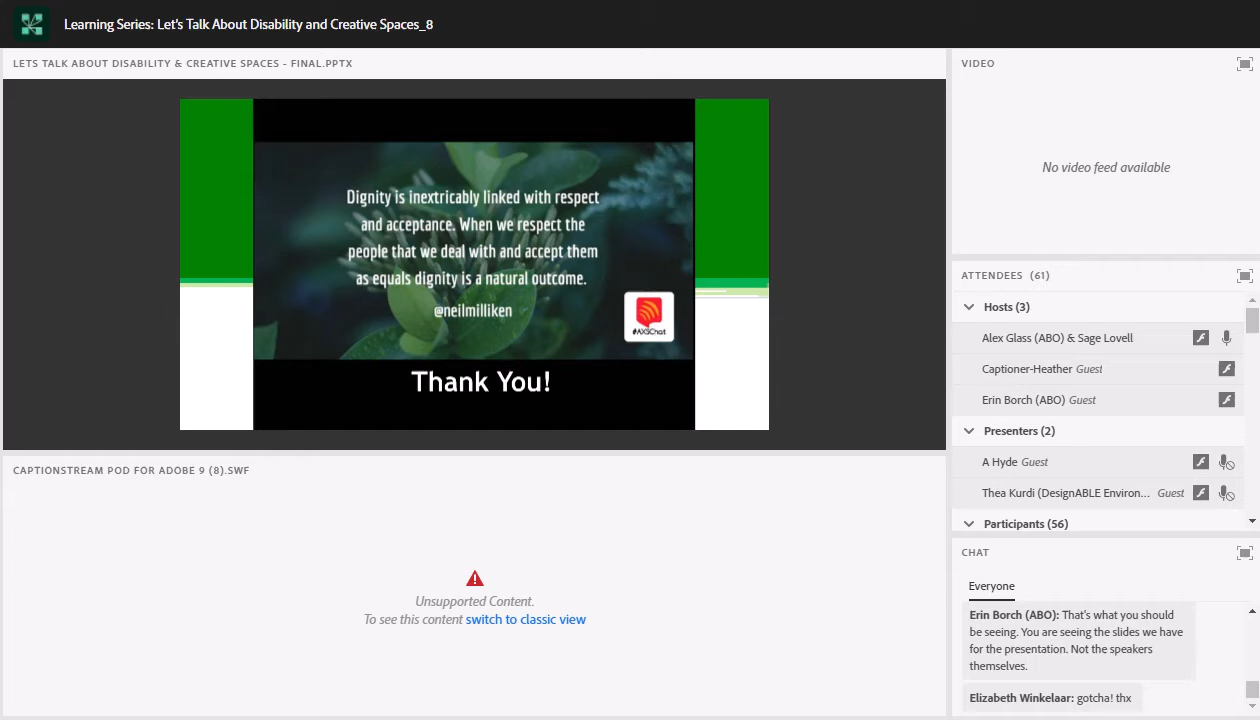 Learning Series: Let's Talk About Disability and Creative Spaces_8
LETS TALK ABOUT DISABILITY & CREATIVE SPACES - FINAL.PPTX
Dignity is inextricably linked with respect
and acceptance. When we respect the
people that we deal with and accept them
as equals dignity is a natural outcome.
@neilmilliken
#AXSChat
Thank You!
CAPTIONSTREAM POD FOR ADOBE 9 (8).SWF
Unsupported Content.
To see this content switch to classic view
VIDEO
No video feed available
ATTENDEES (61)
Hosts (3)
Alex Glass (ABO) & Sage Lovell
Captioner-Heather Guest
Erin Borch (ABO) Guest
Presenters (2)
A Hyde Guest
Thea Kurdi (DesignABLE Environ... Guest
Participants (56)
CHAT
Everyone
Erin Borch (ABO): That's what you should
be seeing. You are seeing the slides we have
for the presentation. Not the speakers
themselves.
Elizabeth Winkelaar: gotcha! thx